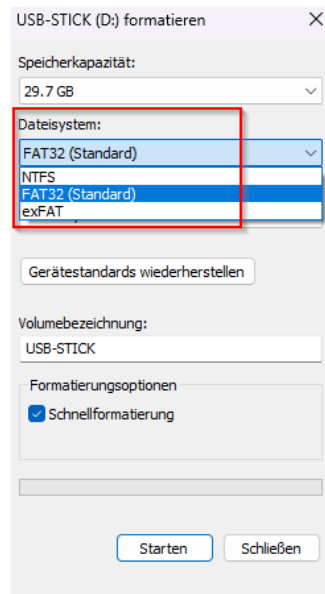 USB-STICK (D:) formatieren
Speicherkapazität:
29.7 GB
Dateisystem:
FAT32 (Standard)
NTFS
FAT32 (Standard)
exFAT
Gerätestandards wiederherstellen
Volumebezeichnung:
USB-STICK
Formatierungsoptionen
Schnellformatierung
Starten Schließen